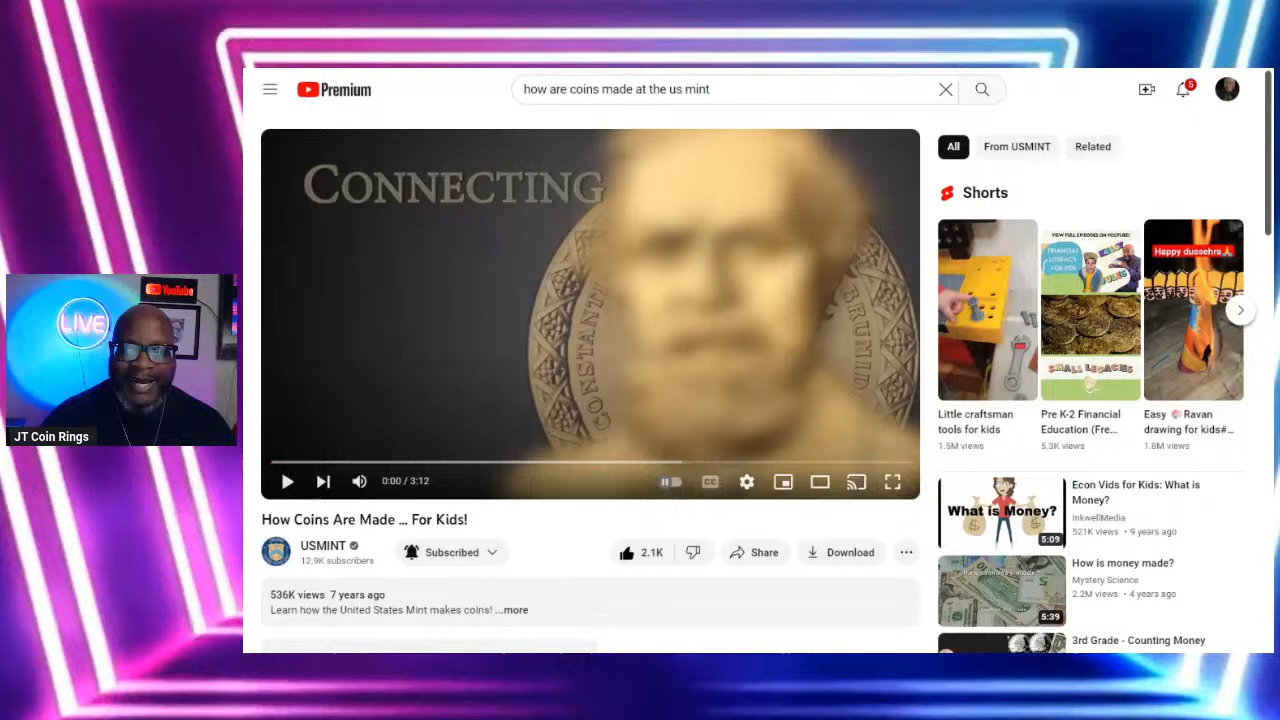 Premium
how are coins made at the us mint
5
CONNECTING
CONSTANT
BRUMID
0:00 / 3:12
CC
How Coins Are Made ... For Kids!
USMINT
12.9K subscribers
Subscribed
2.1K
Share
Download
536K views 7 years ago
Learn how the United States Mint makes coins! ...more
All
From USMINT
Related
Shorts
VIEW FULL EPISODES ON YOUTUBE!
FINANCIAL
LITERACY
FOR KIDS
SMALL LEGACIES
Happy dussehra🙏
Little craftsman
tools for kids
1.5M views
Pre K-2 Financial
Education (Fre...
5.3K views
Easy 🌸 Ravan
drawing for kids#...
1.8M views
What is Money?
5:09
Econ Vids for Kids: What is
Money?
InkwellMedia
521K views • 9 years ago
How is money made?
5:39
How is money made?
Mystery Science
2.2M views • 4 years ago
3rd Grade - Counting Money
LIVE
YouTube
JT Coin Rings